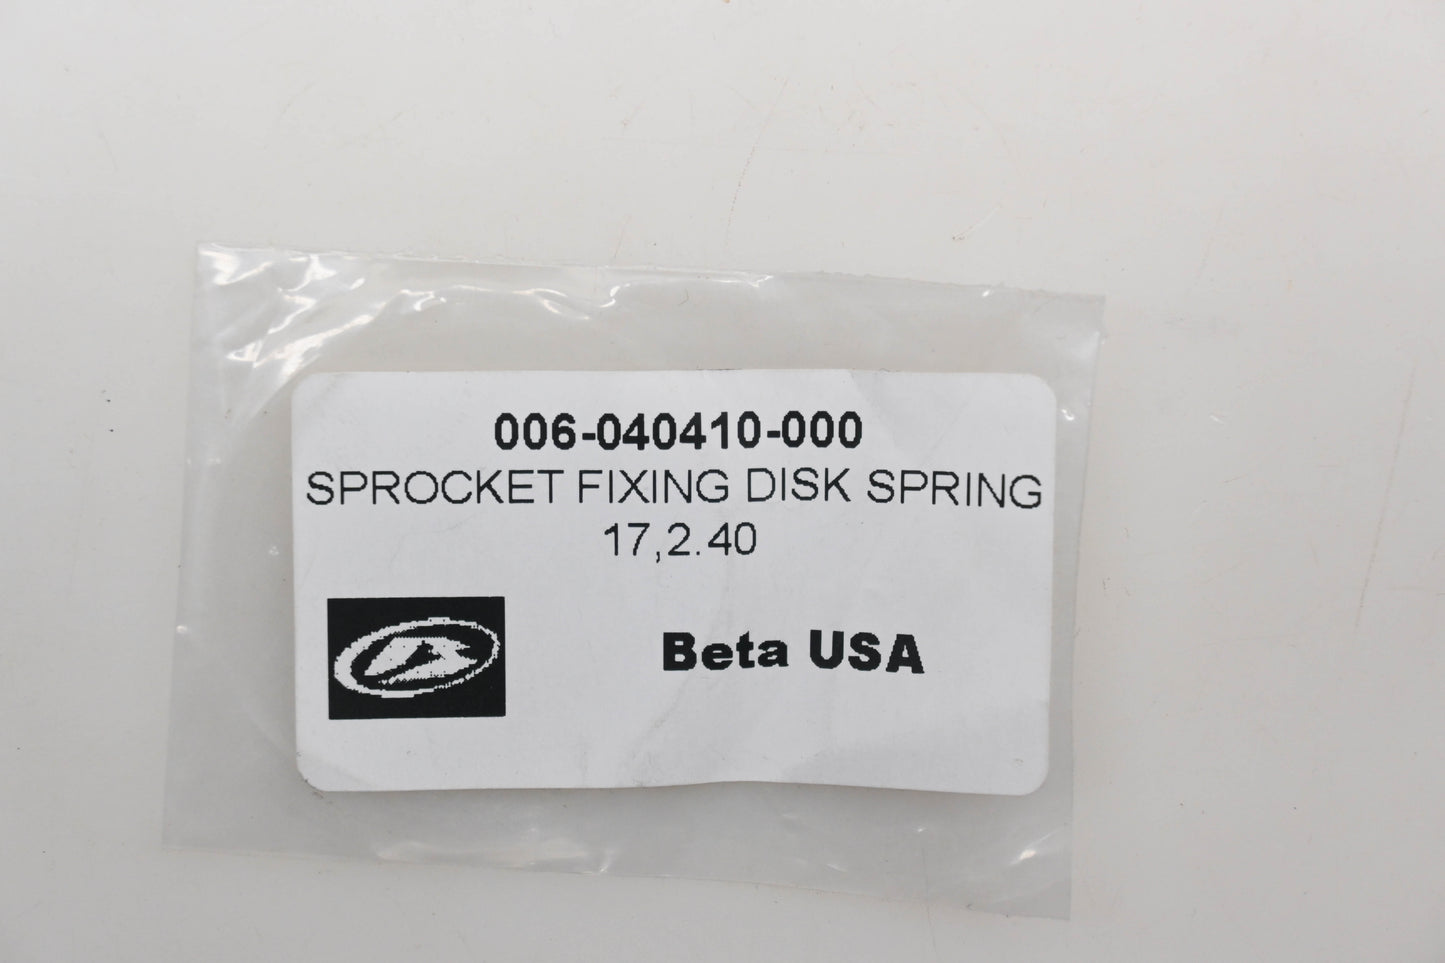 006-040410-000
SPROCKET FIXING DISK SPRING
17,2.40
Beta USA